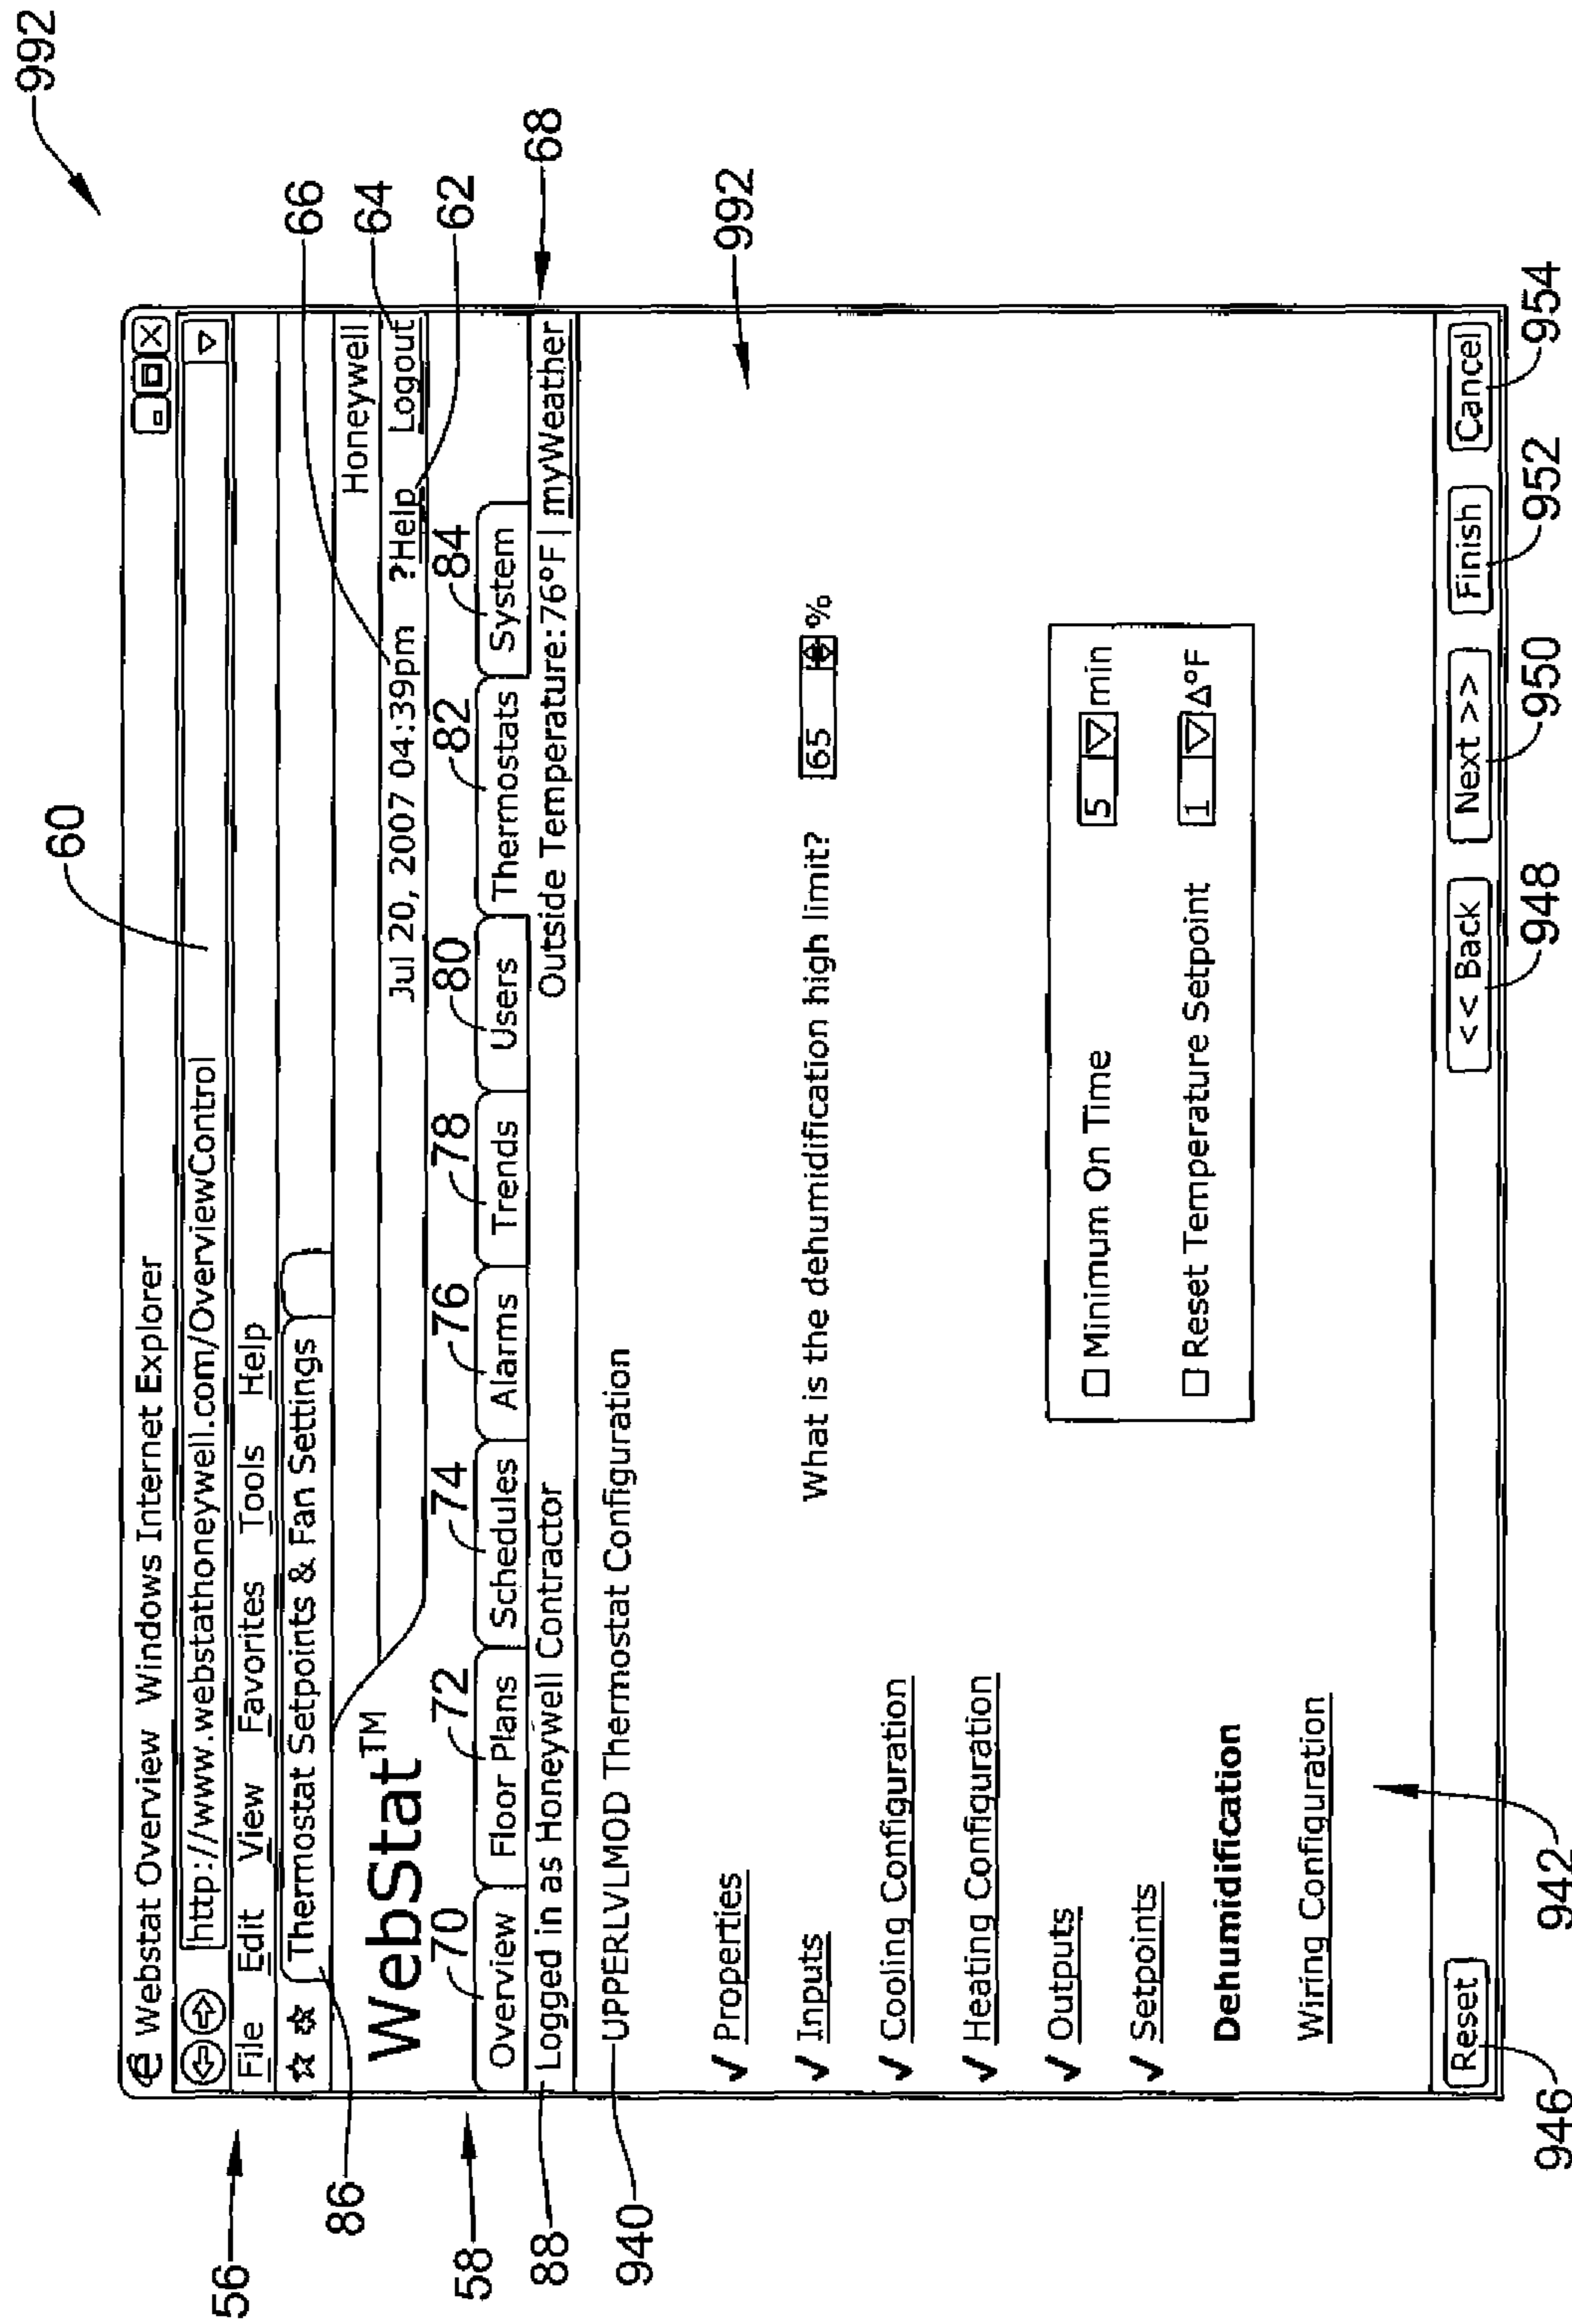 992
60
Webstat Overview Windows Internet Explorer
http://www.webstathoneywell.com/OverviewControl
56
File Edit View Favorites Tools Help
Thermostat Setpoints & Fan Settings
66
86
Honeywell
64
WebStat™
Jul 20, 2007 04:39pm ?Help Logout
62
58
70 72 74 76 78 80 82 84
Overview Floor Plans Schedules Alarms Trends Users Thermostats System
88 Logged in as Honeywell Contractor Outside Temperature:76°F | myWeather 68
940 UPPERLVLMOD Thermostat Configuration
✓ Properties
992
✓ Inputs
What is the dehumidification high limit? 65 %
✓ Cooling Configuration
✓ Heating Configuration
✓ Outputs
Minimum On Time 5 min
✓ Setpoints
Reset Temperature Setpoint 1 Δ°F
Dehumidification
Wiring Configuration
Reset << Back Next >> Finish Cancel
946 942 948 950 952 954